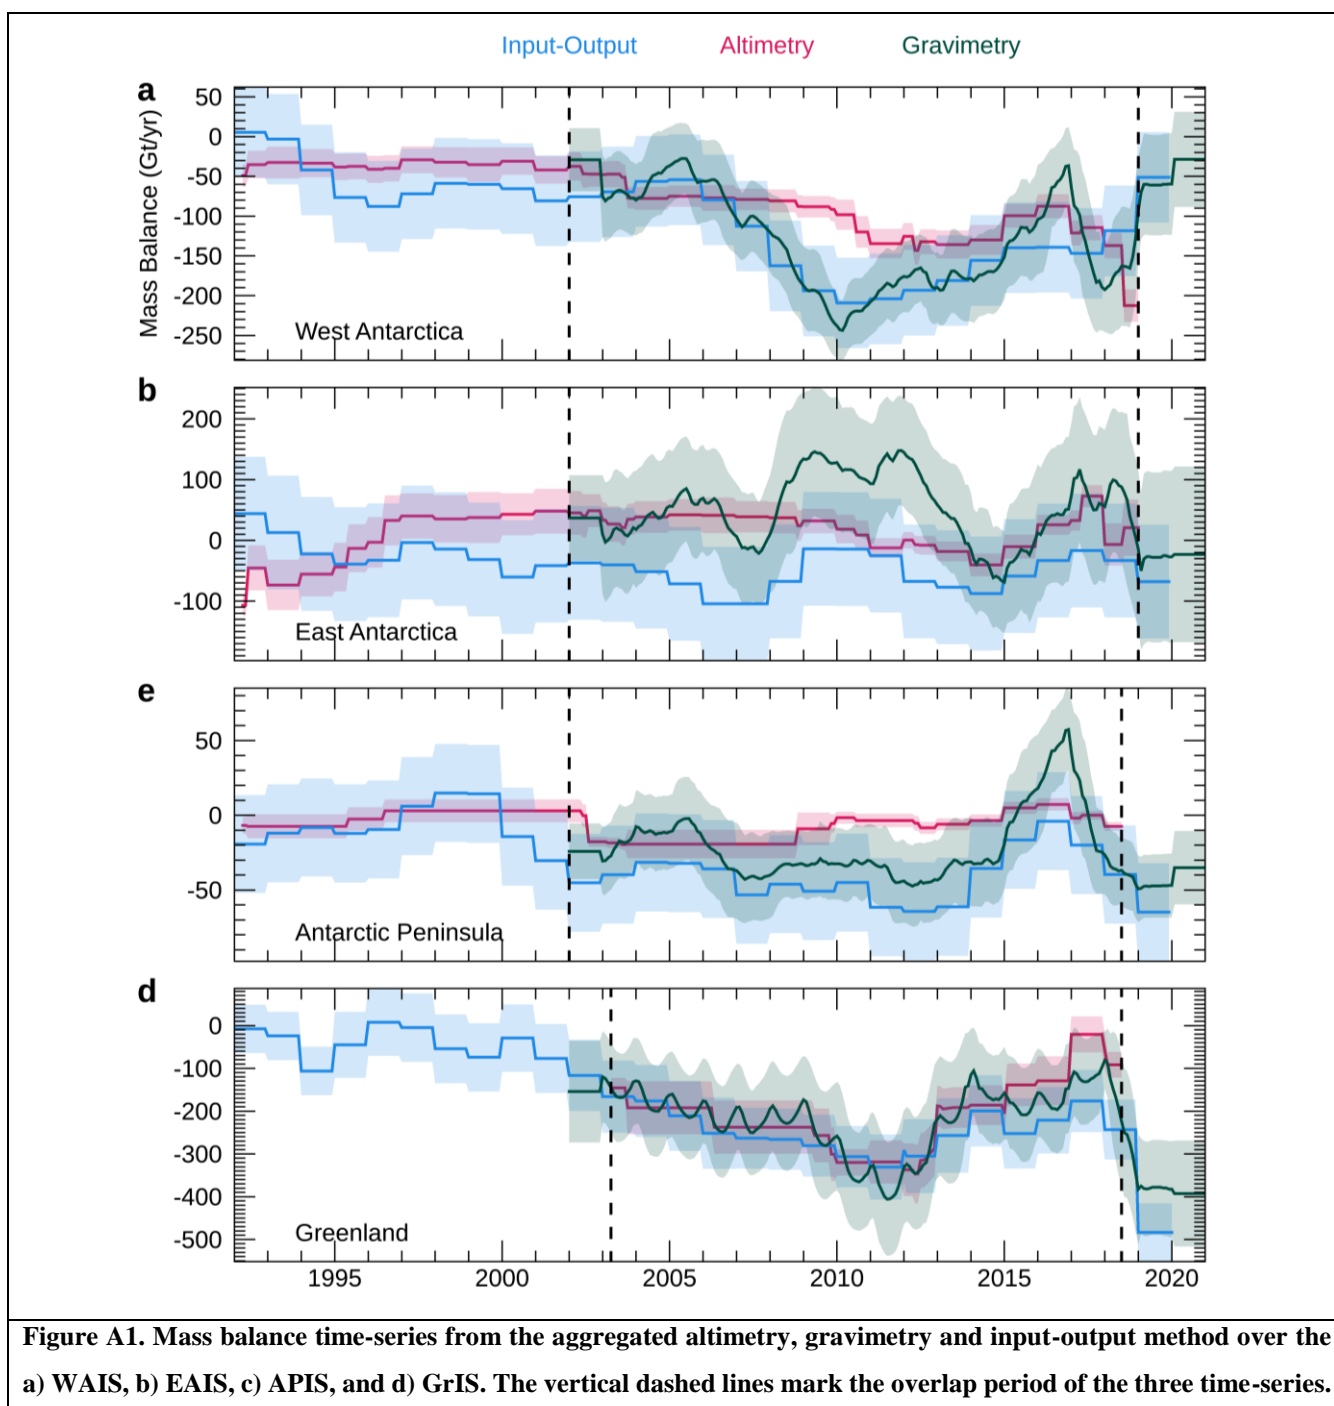 Input-Output Altimetry Gravimetry
a
Mass Balance (Gt/yr)
50
0
-50
-100
-150
-200
-250
West Antarctica
b
200
100
0
-100
East Antarctica
e
50
0
-50
Antarctic Peninsula
d
0
-100
-200
-300
-400
-500
Greenland
1995 2000 2005 2010 2015 2020
Figure A1. Mass balance time-series from the aggregated altimetry, gravimetry and input-output method over the
a) WAIS, b) EAIS, c) APIS, and d) GrIS. The vertical dashed lines mark the overlap period of the three time-series.